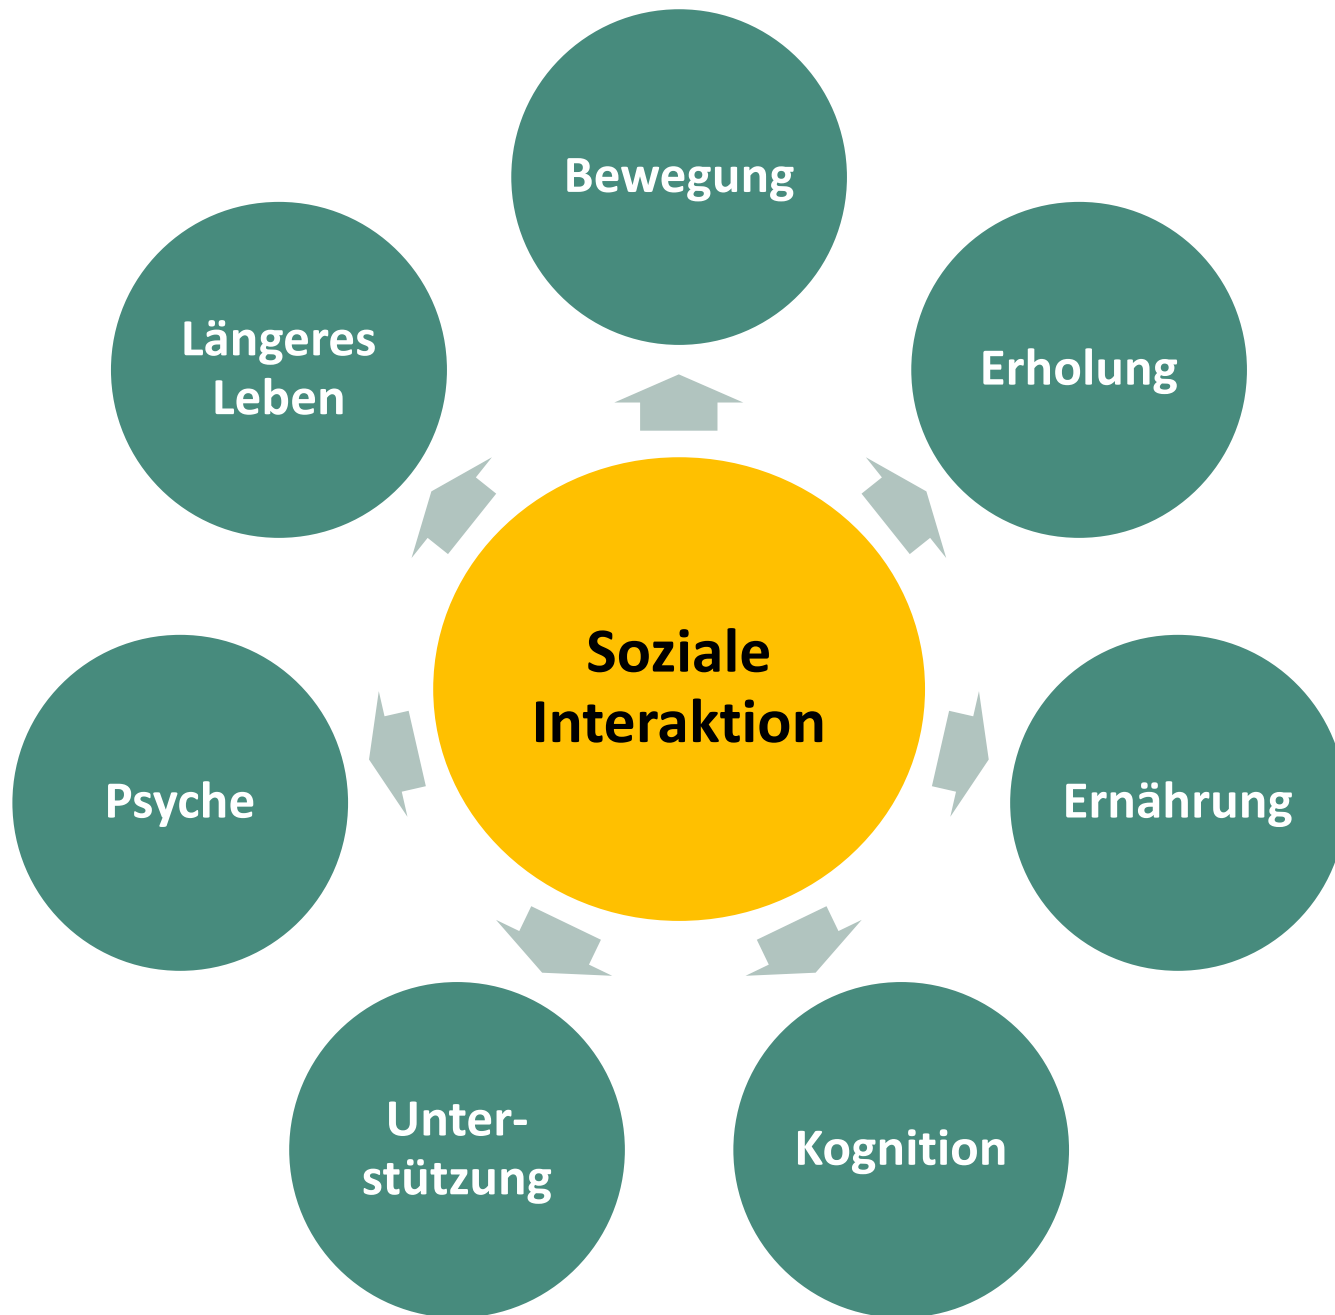 Bewegung
Längeres
Leben
Erholung
Soziale
Interaktion
Psyche
Ernährung
Unter-
stützung
Kognition